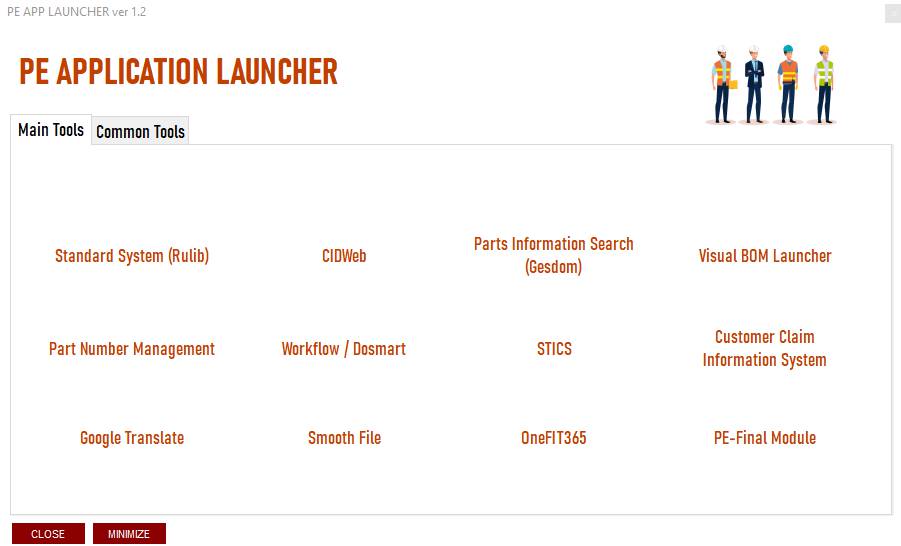 PE APP LAUNCHER ver 1.2
PE APPLICATION LAUNCHER
Main Tools
Common Tools
Standard System (Rulib)
CIDWeb
Parts Information Search
(Gesdom)
Visual BOM Launcher
Part Number Management
Workflow / Dosmart
STICS
Customer Claim
Information System
Google Translate
Smooth File
OneFIT365
PE-Final Module
CLOSE
MINIMIZE